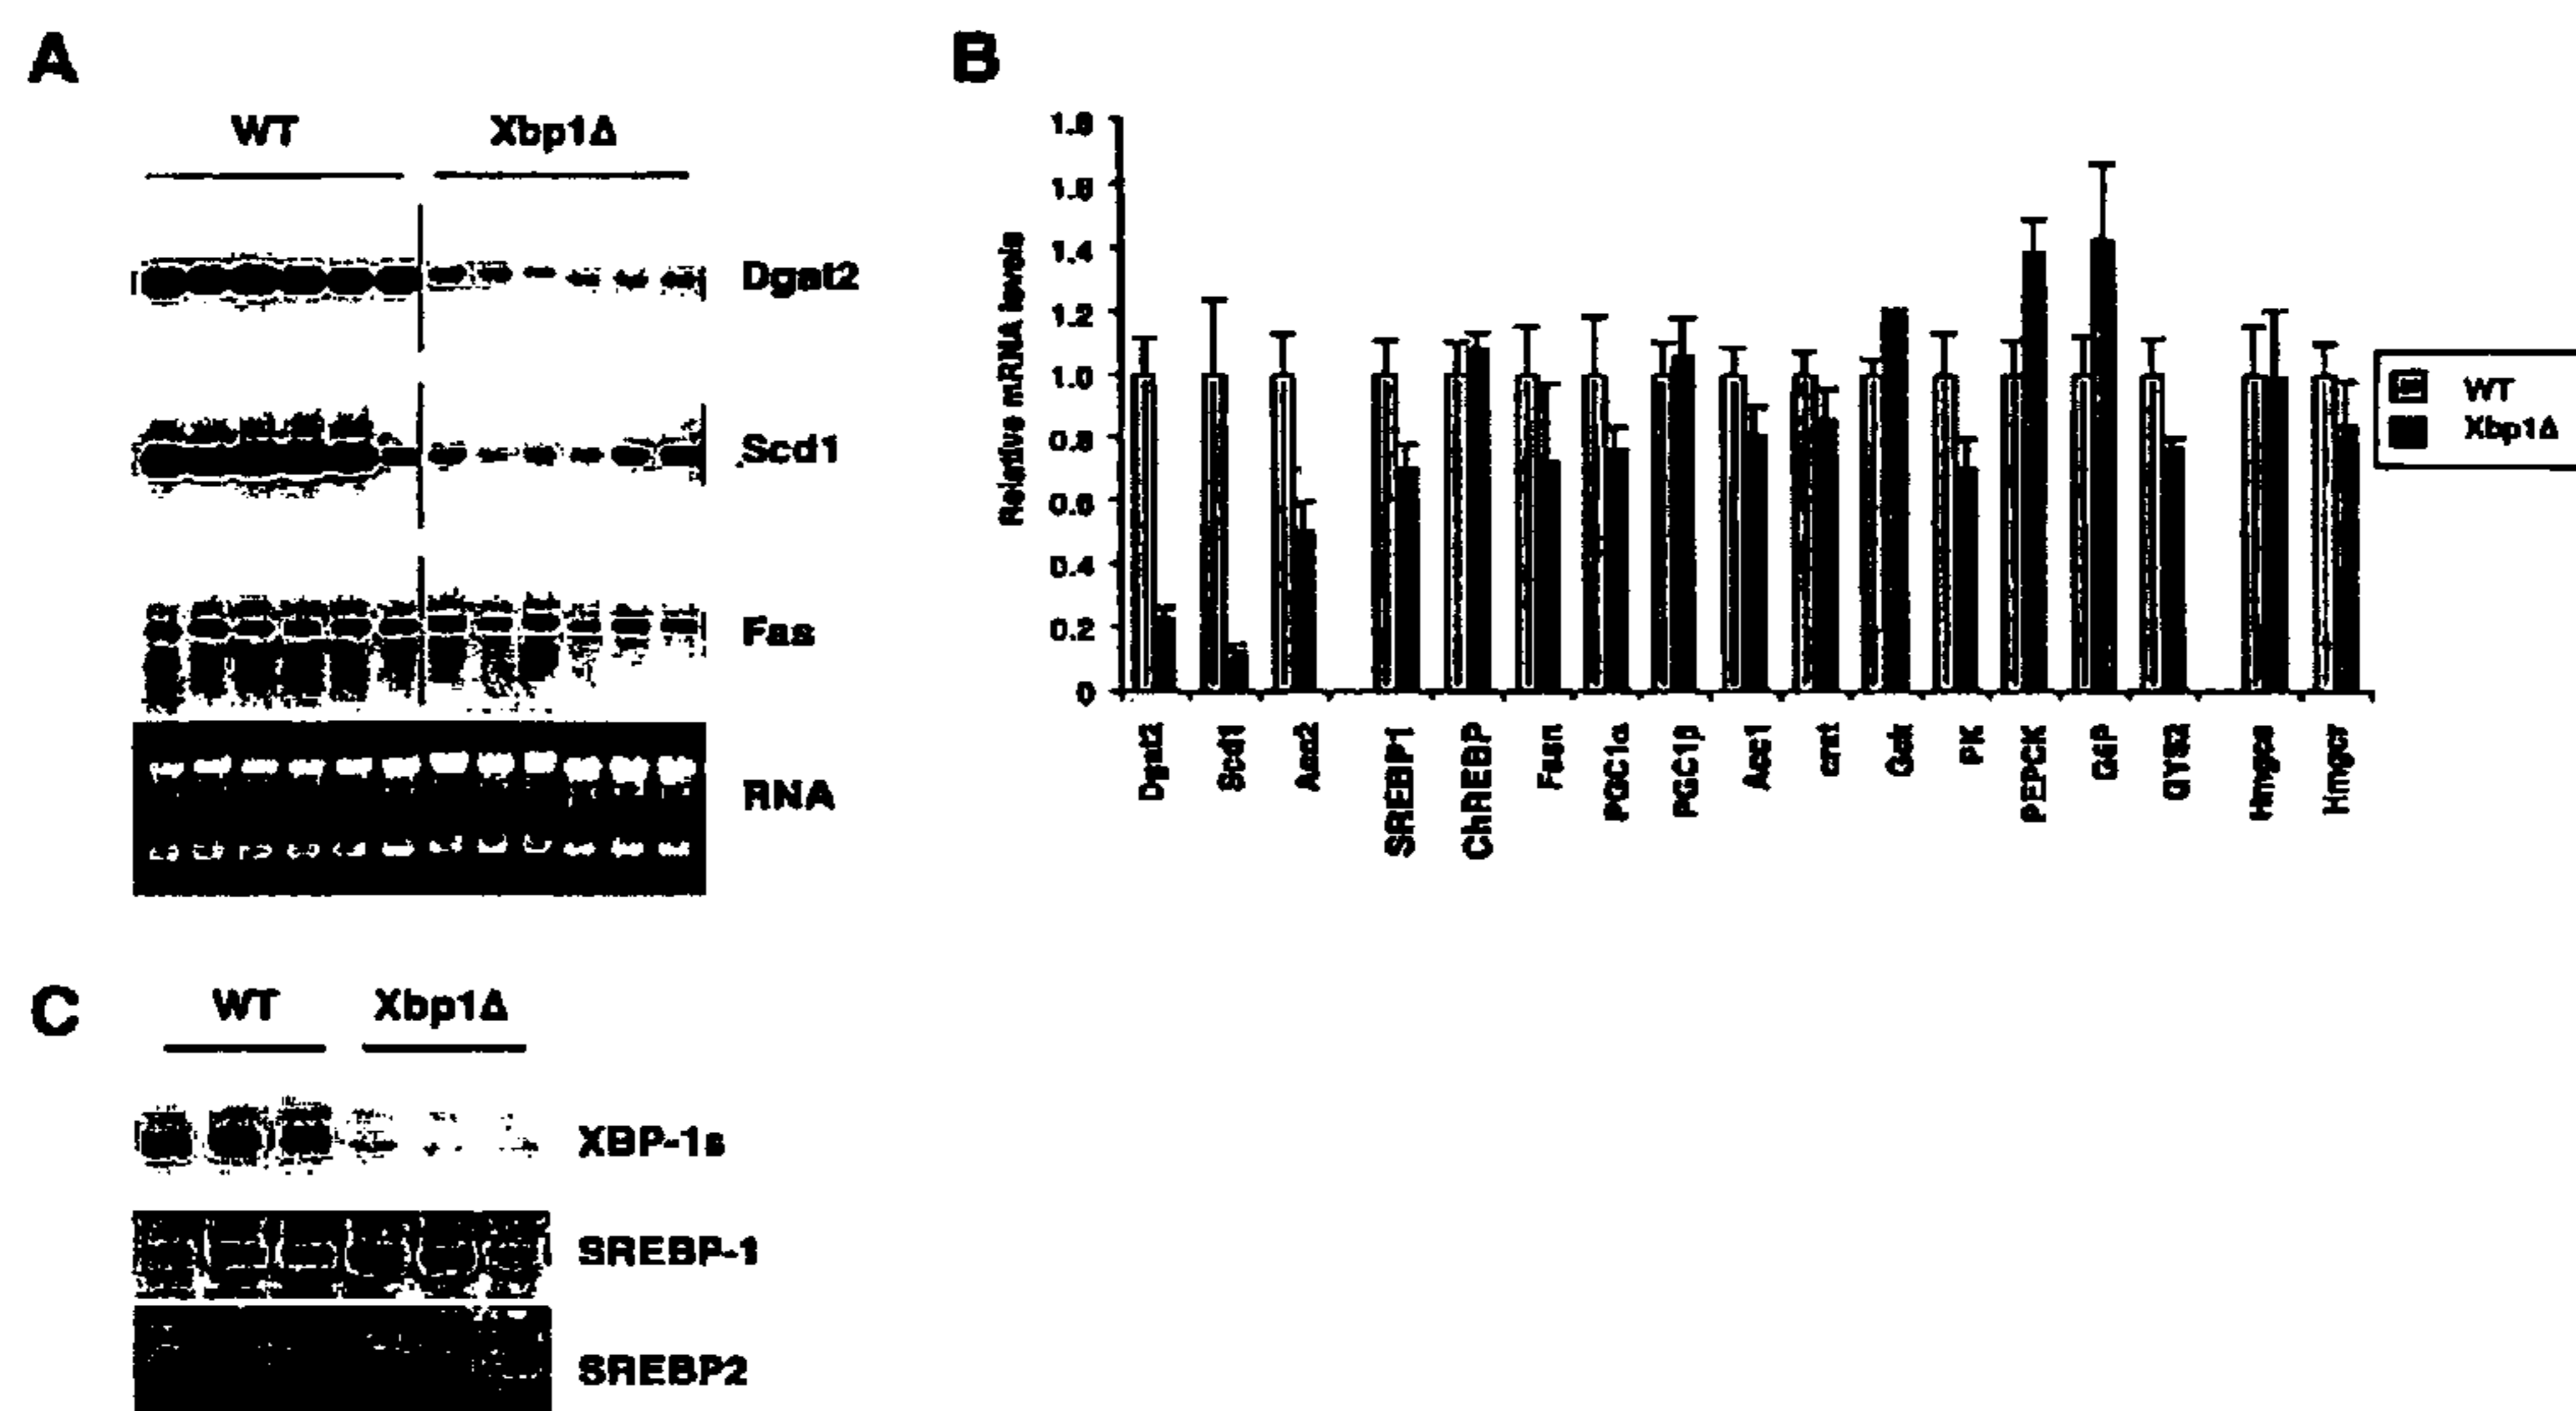 A
WT Xbp1Δ
Dgat2
Scd1
Fas
RNA
B
Relative mRNA levels
1.8
1.6
1.4
1.2
1.0
0.8
0.6
0.4
0.2
0
Dgat2
Scd1
Acc2
SREBP1
ChREBP
Fasn
PGC1α
PGC1β
Acc1
Gck
PK
PEPCK
G6P
GYS2
Hmgcs
Hmgcr
WT
Xbp1Δ
C
WT Xbp1Δ
XBP-1s
SREBP-1
SREBP2